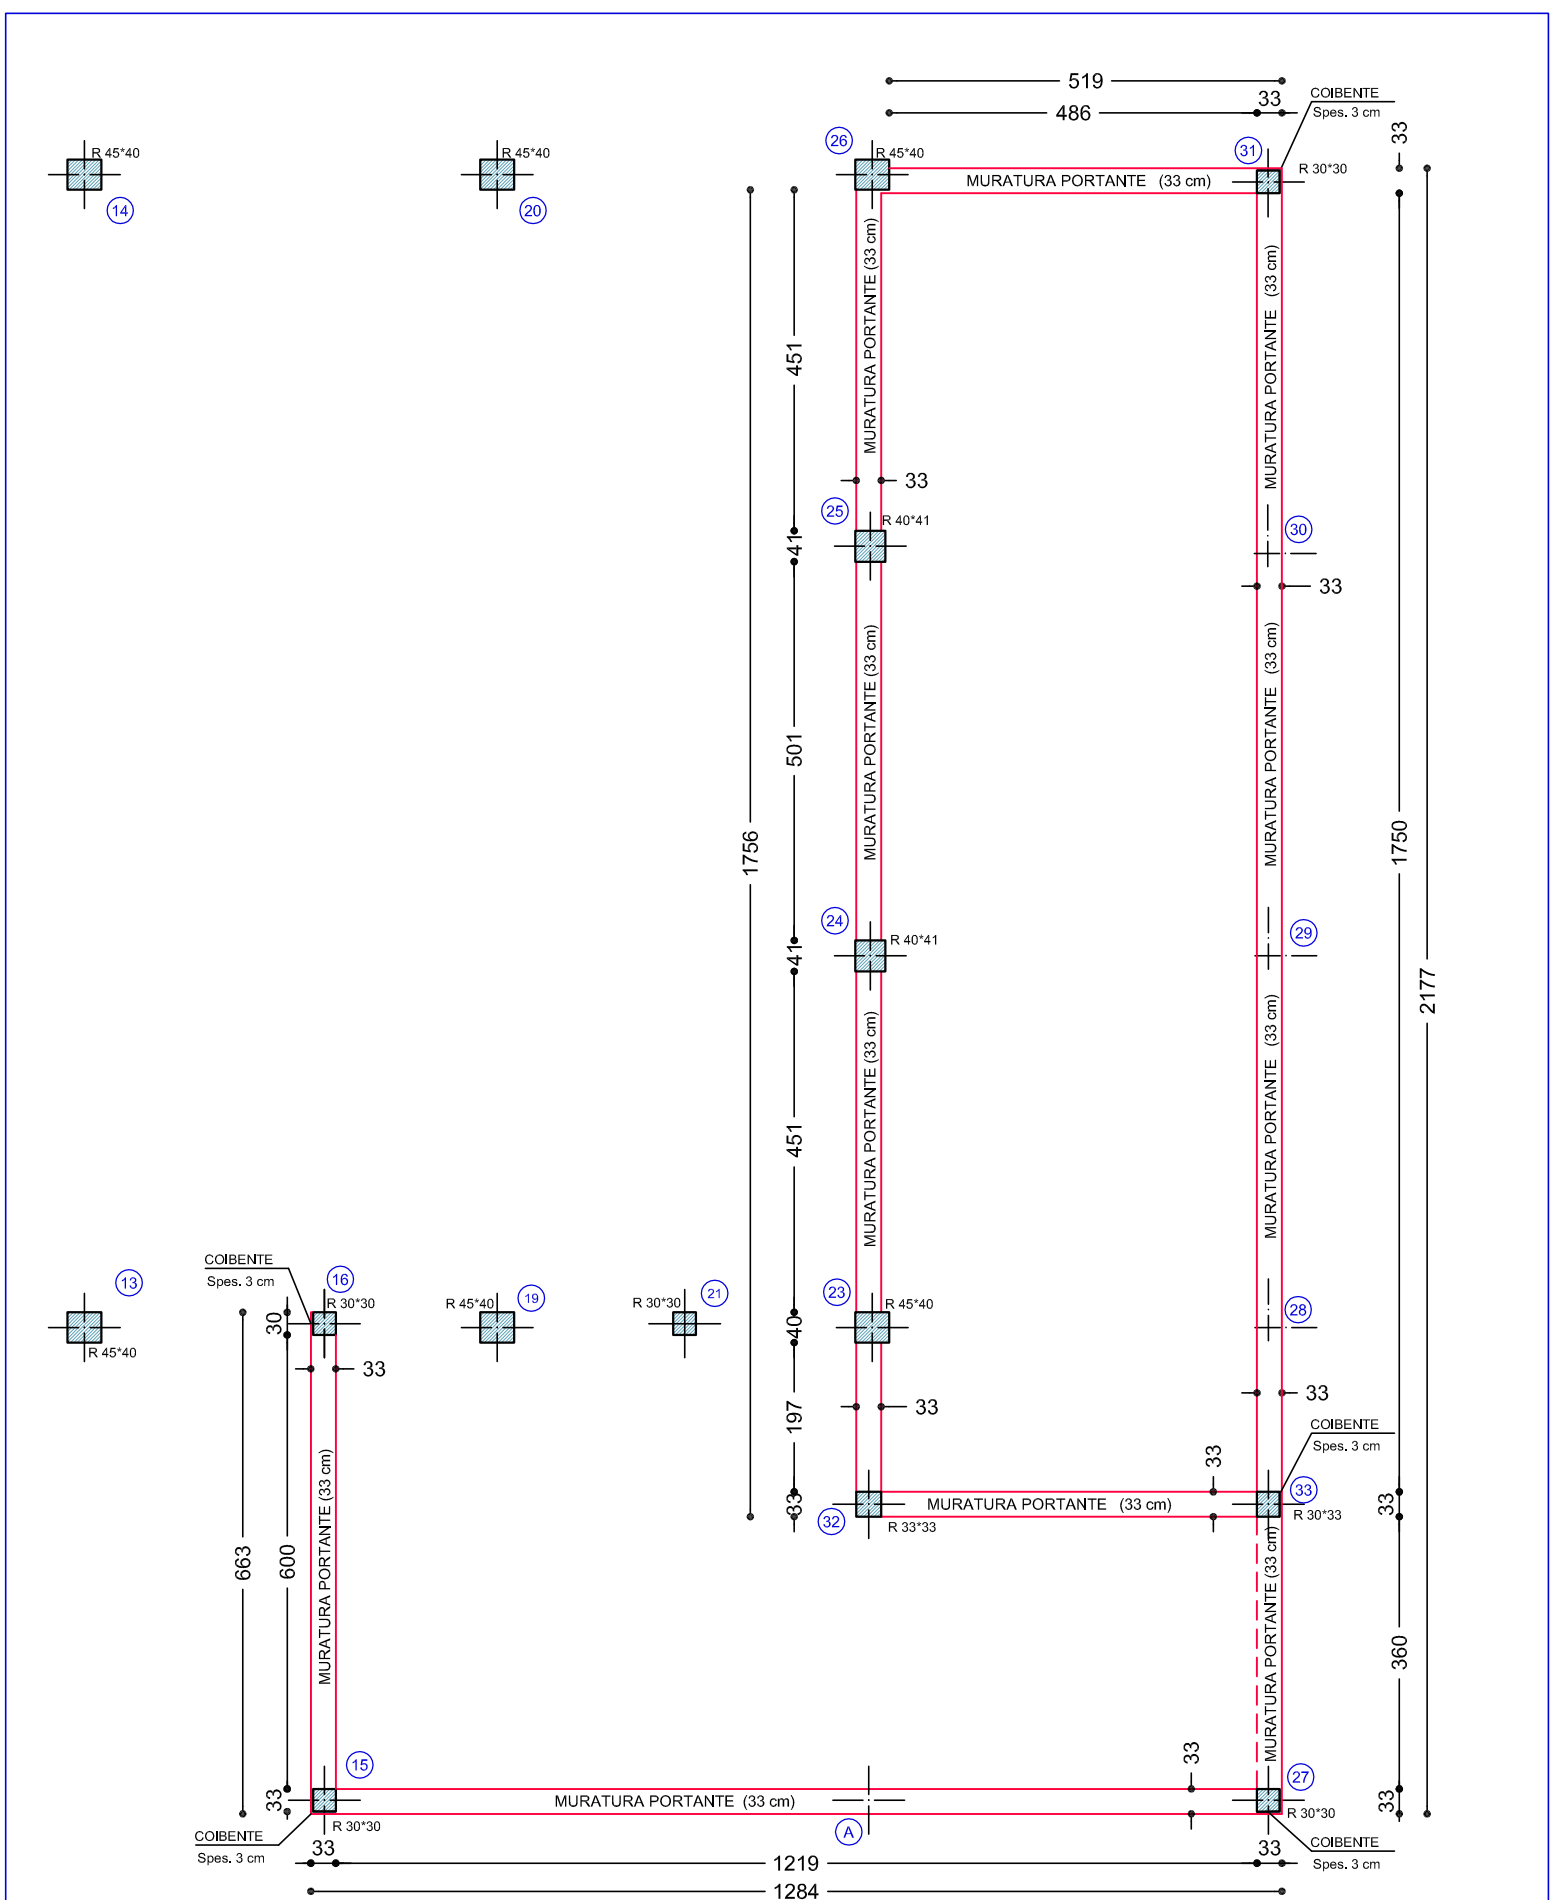 519
COIBENTE
Spes. 3 cm
486
33
33
26
R 45*40
R 45*40
R 45*40
31
R 30*30
MURATURA PORTANTE (33 cm)
14
20
MURATURA PORTANTE (33 cm)
MURATURA PORTANTE (33 cm)
451
33
25
R 40*41
41
30
33
MURATURA PORTANTE (33 cm)
MURATURA PORTANTE (33 cm)
501
1756
1750
2177
24
R 40*41
41
29
MURATURA PORTANTE (33 cm)
MURATURA PORTANTE (33 cm)
451
COIBENTE
Spes. 3 cm
13
16
R 30*30
R 45*40
19
R 30*30
21
23
R 45*40
28
30
40
R 45*40
33
33
33
197
COIBENTE
Spes. 3 cm
33
MURATURA PORTANTE (33 cm)
33
33
33
MURATURA PORTANTE (33 cm)
32
R 33*33
R 30*33
663
600
MURATURA PORTANTE (33 cm)
360
15
33
27
33
MURATURA PORTANTE (33 cm)
33
R 30*30
A
R 30*30
COIBENTE
Spes. 3 cm
33
1219
33
COIBENTE
Spes. 3 cm
1284